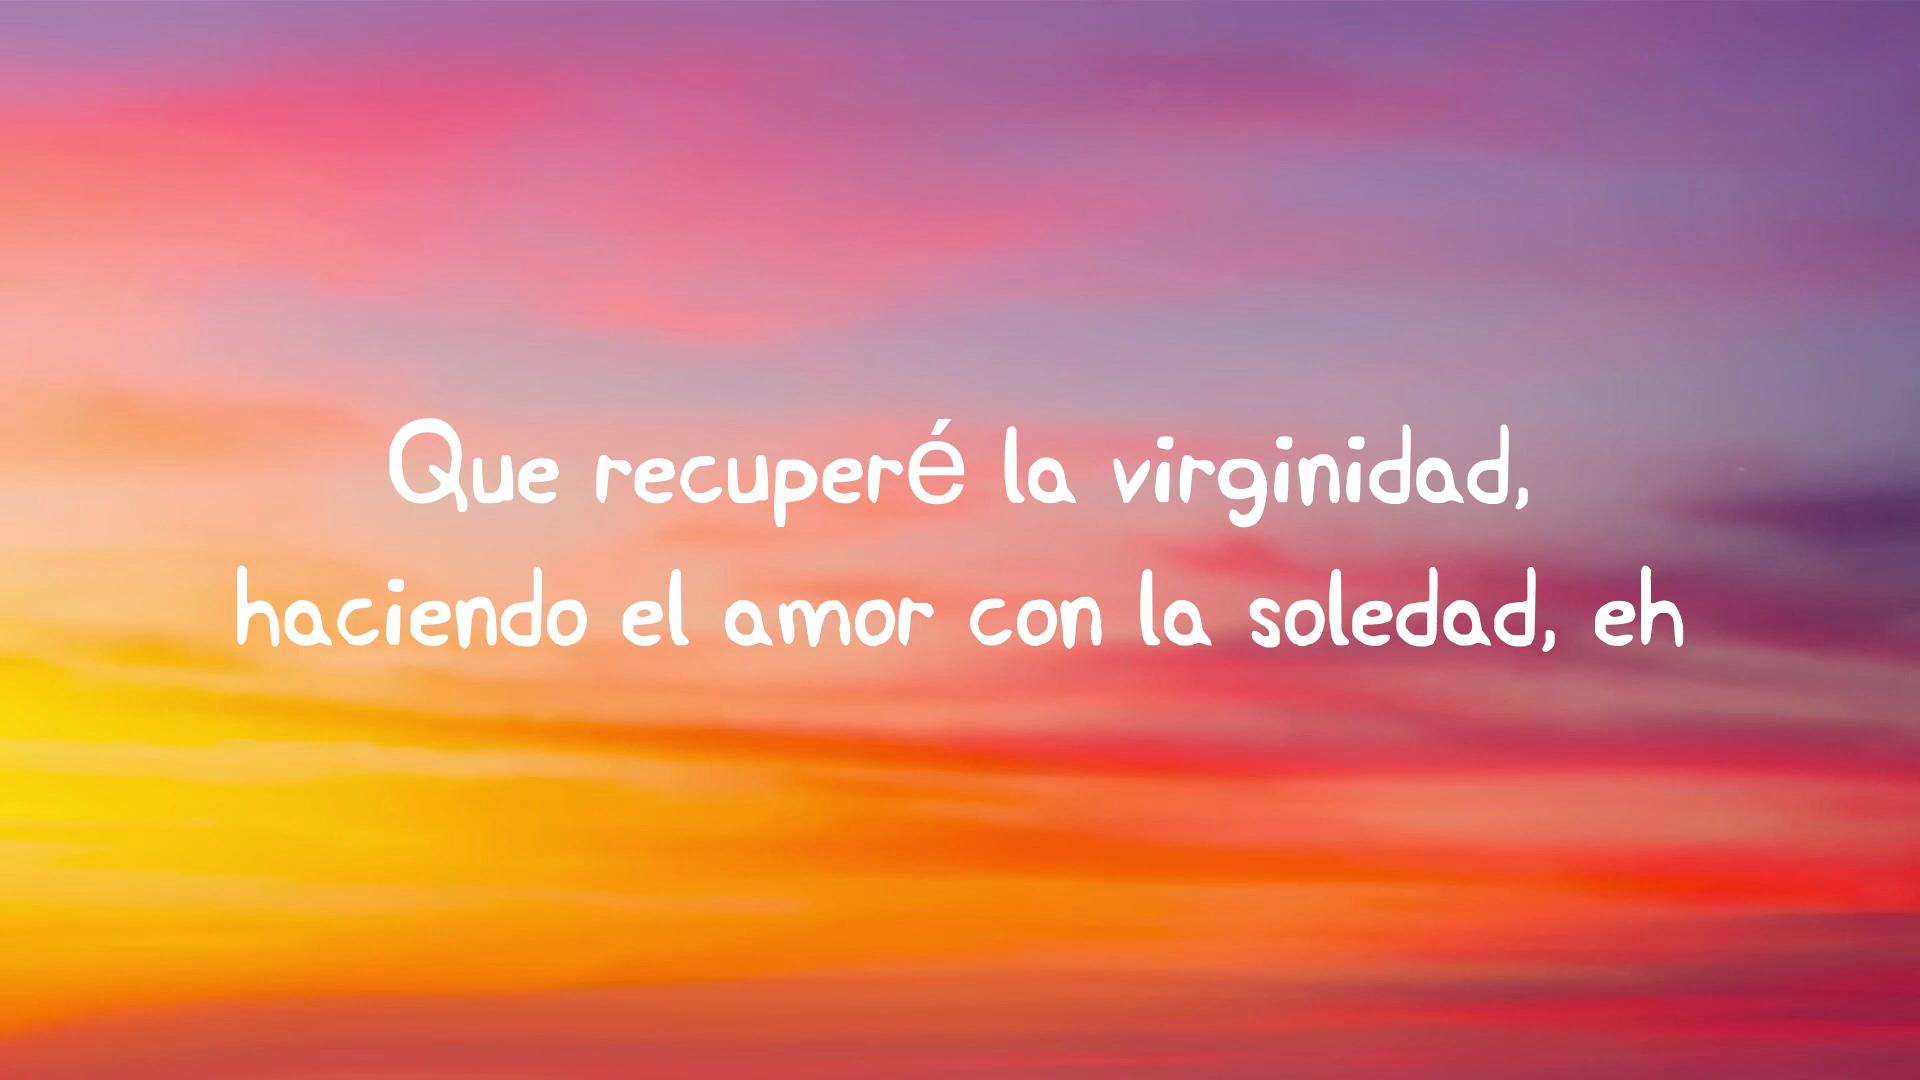 Que recuperé la virginidad,
haciendo el amor con la soledad, eh